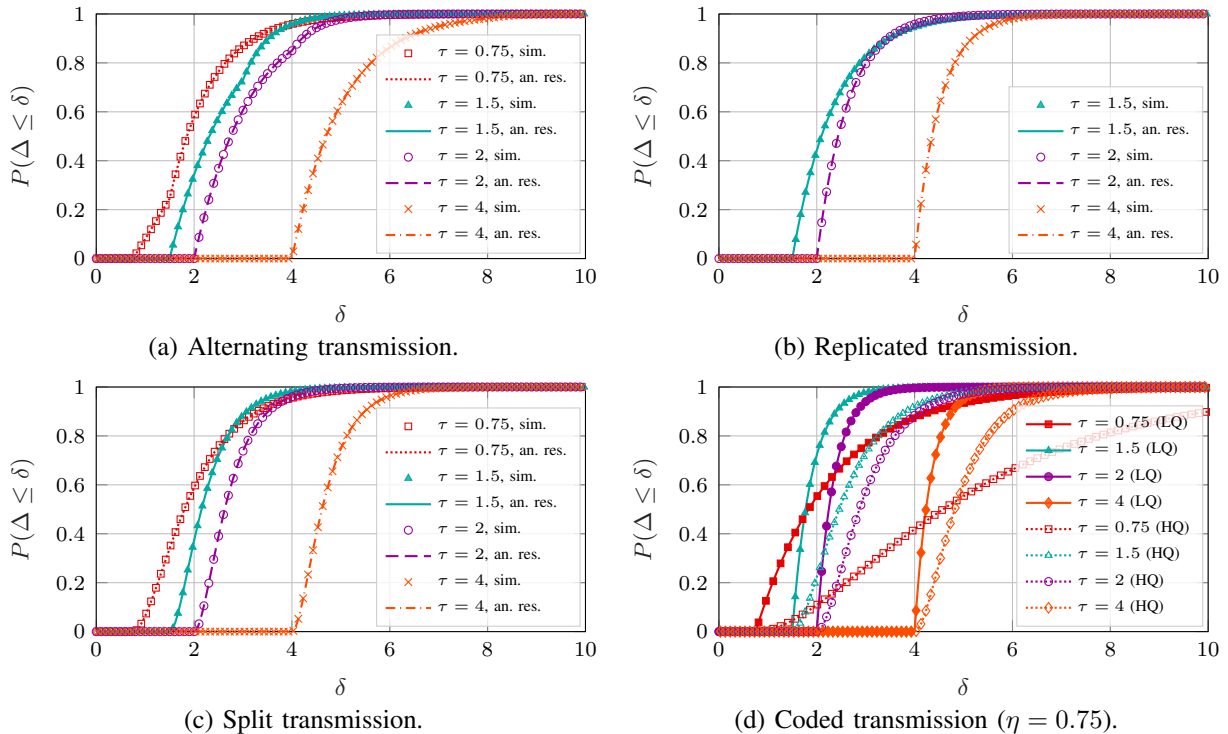 1
0.8
0.6
0.4
0.2
0
P(Δ ≤ δ)
0 2 4 6 8 10
δ
τ = 0.75, sim.
τ = 0.75, an. res.
τ = 1.5, sim.
τ = 1.5, an. res.
τ = 2, sim.
τ = 2, an. res.
τ = 4, sim.
τ = 4, an. res.
(a) Alternating transmission.
1
0.8
0.6
0.4
0.2
0
P(Δ ≤ δ)
0 2 4 6 8 10
δ
τ = 1.5, sim.
τ = 1.5, an. res.
τ = 2, sim.
τ = 2, an. res.
τ = 4, sim.
τ = 4, an. res.
(b) Replicated transmission.
1
0.8
0.6
0.4
0.2
0
P(Δ ≤ δ)
0 2 4 6 8 10
δ
τ = 0.75, sim.
τ = 0.75, an. res.
τ = 1.5, sim.
τ = 1.5, an. res.
τ = 2, sim.
τ = 2, an. res.
τ = 4, sim.
τ = 4, an. res.
(c) Split transmission.
1
0.8
0.6
0.4
0.2
0
P(Δ ≤ δ)
0 2 4 6 8 10
δ
τ = 0.75 (LQ)
τ = 1.5 (LQ)
τ = 2 (LQ)
τ = 4 (LQ)
τ = 0.75 (HQ)
τ = 1.5 (HQ)
τ = 2 (HQ)
τ = 4 (HQ)
(d) Coded transmission (η = 0.75).